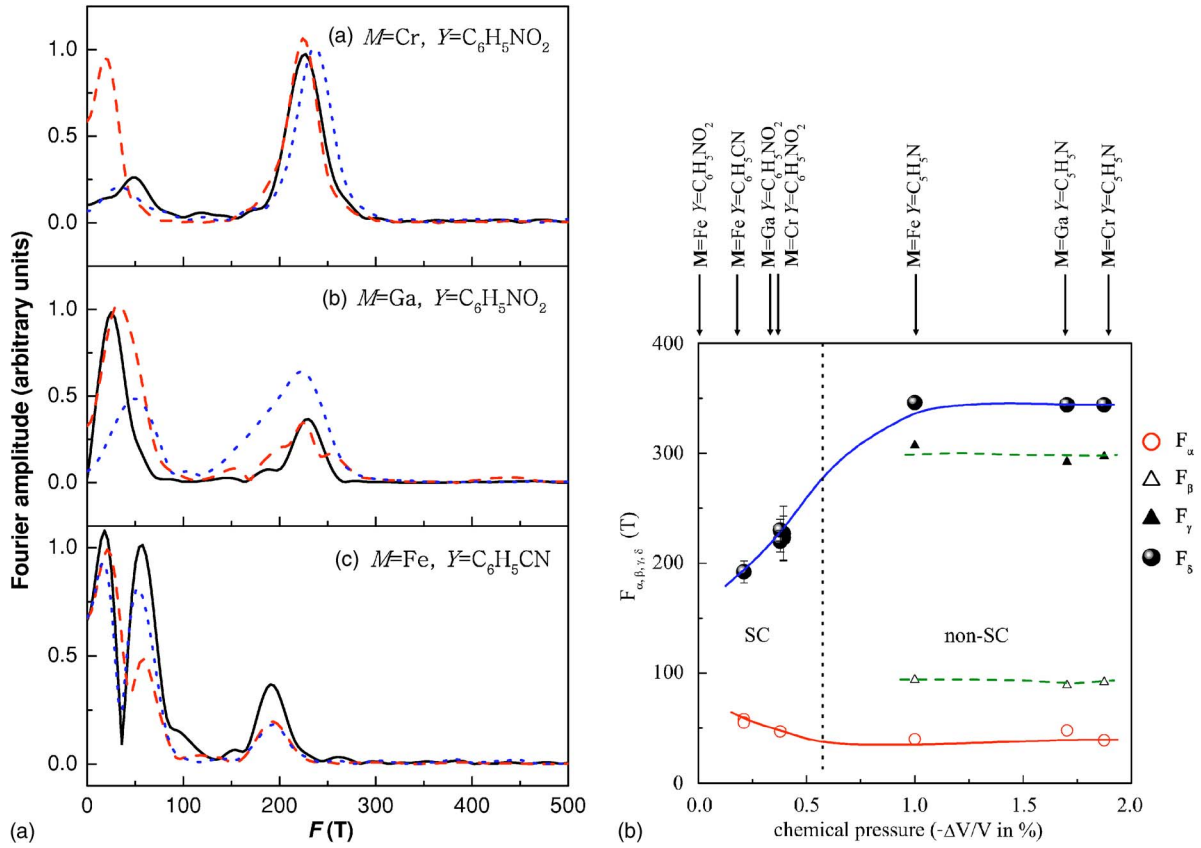 (a) M=Cr, Y=C₆H₅NO₂
1.0
0.5
0.0
(b) M=Ga, Y=C₆H₅NO₂
1.0
0.5
0.0
(c) M=Fe, Y=C₆H₅CN
1.0
0.5
0.0
Fourier amplitude (arbitrary units)
0 100 200 300 400 500
F (T)
(a)
M=Fe Y=C₆H₅NO₂
M=Fe Y=C₆H₅CN
M=Ga Y=C₆H₅NO₂
M=Cr Y=C₆H₅NO₂
M=Fe Y=C₅H₅N
M=Ga Y=C₅H₅N
M=Cr Y=C₅H₅N
400
300
200
100
0
F α, β, γ, δ (T)
SC
non-SC
0.0 0.5 1.0 1.5 2.0
chemical pressure (-ΔV/V in %)
Fα
Fβ
Fγ
Fδ
(b)